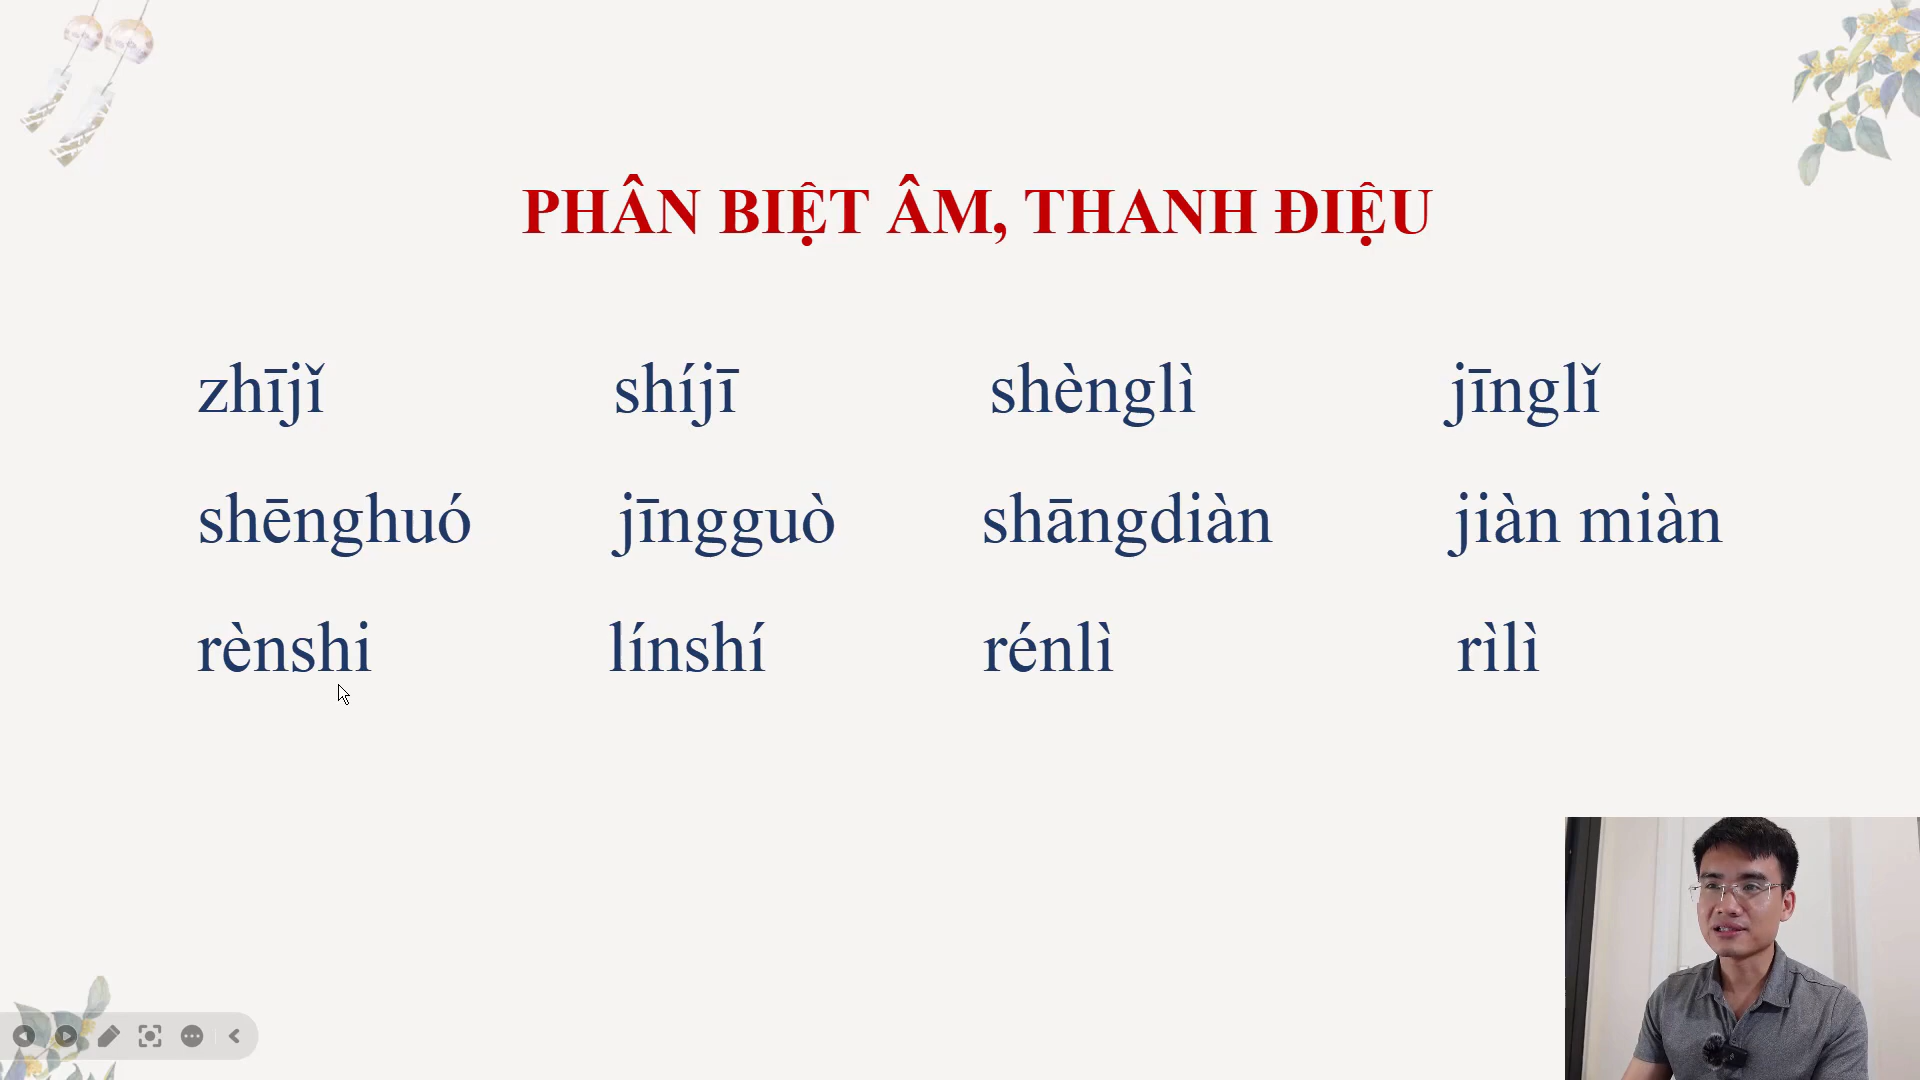 PHÂN BIỆT ÂM, THANH ĐIỆU
zhījǐ shíjī shènglì jīnglǐ
shēnghuó jīngguò shāngdiàn jiàn miàn
rènshi línshí rénlì rìlì